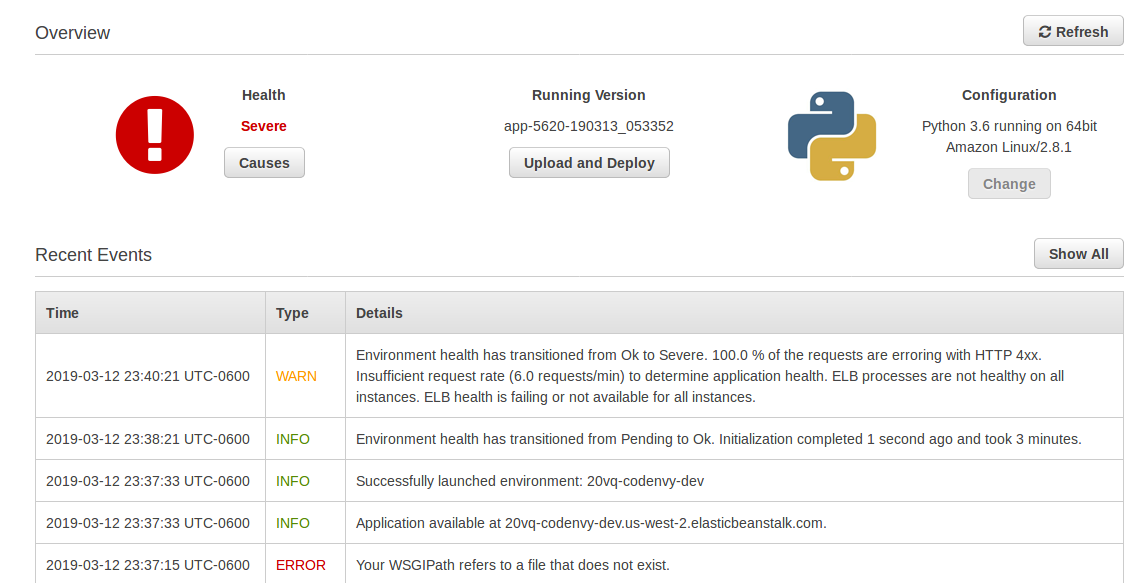 Overview
Refresh
Health
Severe
Causes
Running Version
app-5620-190313_053352
Upload and Deploy
Configuration
Python 3.6 running on 64bit
Amazon Linux/2.8.1
Change
Recent Events
Show All
Time Type Details
2019-03-12 23:40:21 UTC-0600 WARN Environment health has transitioned from Ok to Severe. 100.0 % of the requests are erroring with HTTP 4xx.
Insufficient request rate (6.0 requests/min) to determine application health. ELB processes are not healthy on all
instances. ELB health is failing or not available for all instances.
2019-03-12 23:38:21 UTC-0600 INFO Environment health has transitioned from Pending to Ok. Initialization completed 1 second ago and took 3 minutes.
2019-03-12 23:37:33 UTC-0600 INFO Successfully launched environment: 20vq-codenvy-dev
2019-03-12 23:37:33 UTC-0600 INFO Application available at 20vq-codenvy-dev.us-west-2.elasticbeanstalk.com.
2019-03-12 23:37:15 UTC-0600 ERROR Your WSGIPath refers to a file that does not exist.